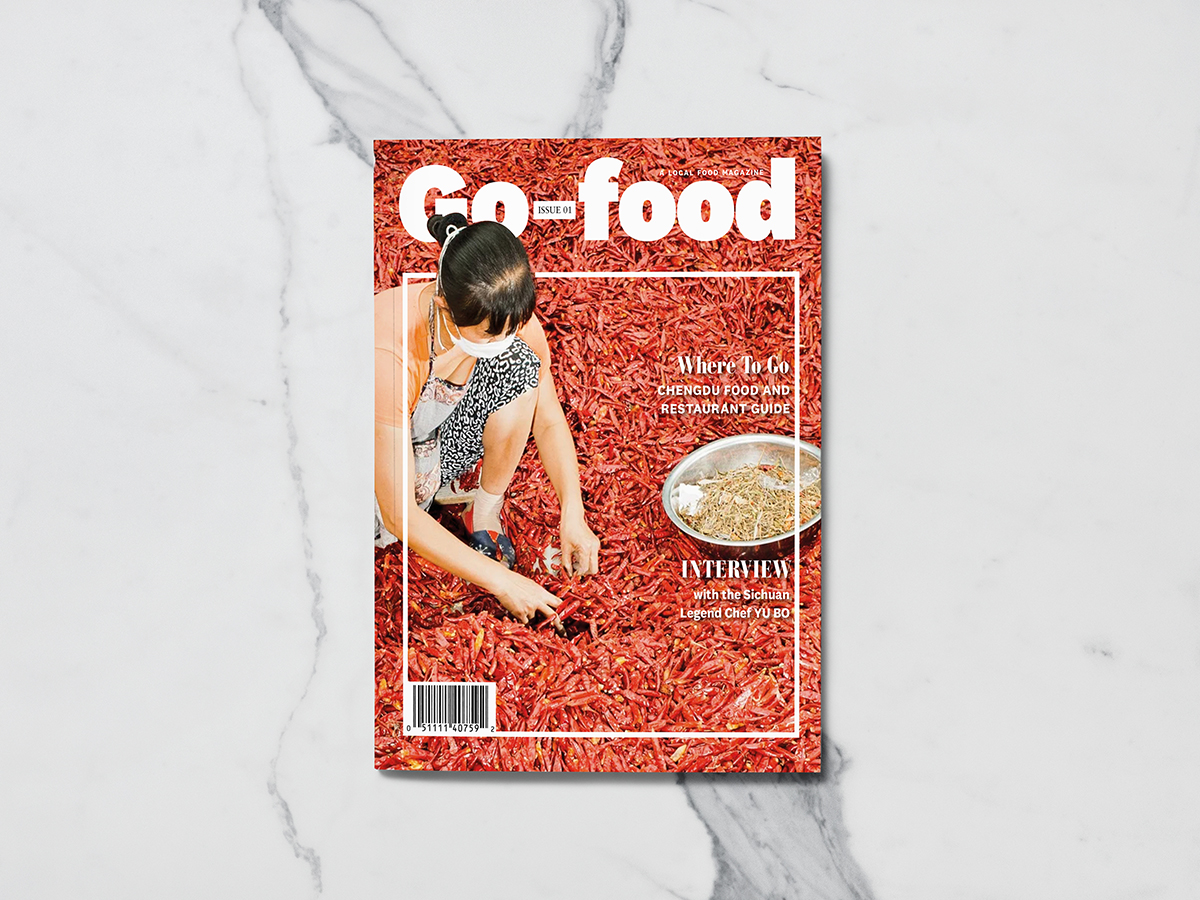 A LOCAL FOOD MAGAZINE
Go-food
ISSUE 01
Where To Go
CHENGDU FOOD AND
RESTAURANT GUIDE
INTERVIEW
with the Sichuan
Legend Chef YU BO
0 51111 40759 2